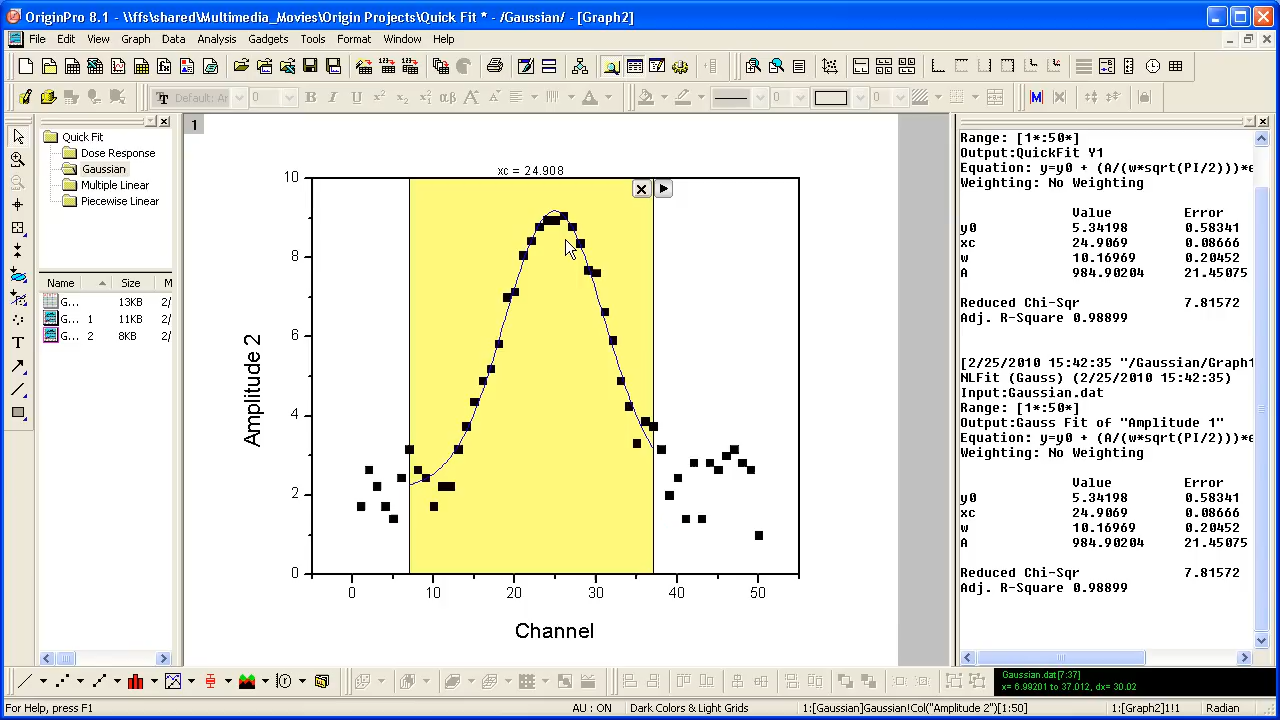 OriginPro 8.1 - \\ffs\shared\Multimedia_Movies\Origin Projects\Quick Fit * - /Gaussian/ - [Graph2]
File Edit View Graph Data Analysis Gadgets Tools Format Window Help
Default: Ar 0 B I U 0 0
Quick Fit
Dose Response
Gaussian
Multiple Linear
Piecewise Linear
Name Size M
G... 13KB 2/
G... 1 11KB 2/
G... 2 8KB 2/
1
xc = 24.908
10
8
6
4
2
0
Amplitude 2
0 10 20 30 40 50
Channel
Range: [1*:50*]
Output:QuickFit Y1
Equation: y=y0 + (A/(w*sqrt(PI/2)))*e
Weighting: No Weighting
Value Error
y0 5.34198 0.58341
xc 24.9069 0.08666
w 10.16969 0.20452
A 984.90204 21.45075
Reduced Chi-Sqr 7.81572
Adj. R-Square 0.98899
[2/25/2010 15:42:35 "/Gaussian/Graph1
NLFit (Gauss) (2/25/2010 15:42:35)
Input:Gaussian.dat
Range: [1*:50*]
Output:Gauss Fit of "Amplitude 1"
Equation: y=y0 + (A/(w*sqrt(PI/2)))*e
Weighting: No Weighting
Value Error
y0 5.34198 0.58341
xc 24.9069 0.08666
w 10.16969 0.20452
A 984.90204 21.45075
Reduced Chi-Sqr 7.81572
Adj. R-Square 0.98899
Gaussian.dat[7:37]
x= 6.99201 to 37.012, dx= 30.02
For Help, press F1 AU : ON Dark Colors & Light Grids 1:[Gaussian]Gaussian!Col("Amplitude 2")[1:50] 1:[Graph2]1!1 Radian